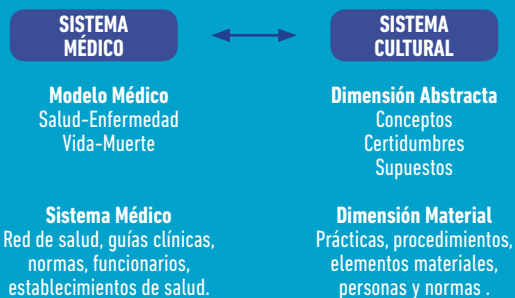 SISTEMA
MÉDICO
Modelo Médico
Salud-Enfermedad
Vida-Muerte
Sistema Médico
Red de salud, guías clínicas,
normas, funcionarios,
establecimientos de salud.
SISTEMA
CULTURAL
Dimensión Abstracta
Conceptos
Certidumbres
Supuestos
Dimensión Material
Prácticas, procedimientos,
elementos materiales,
personas y normas .